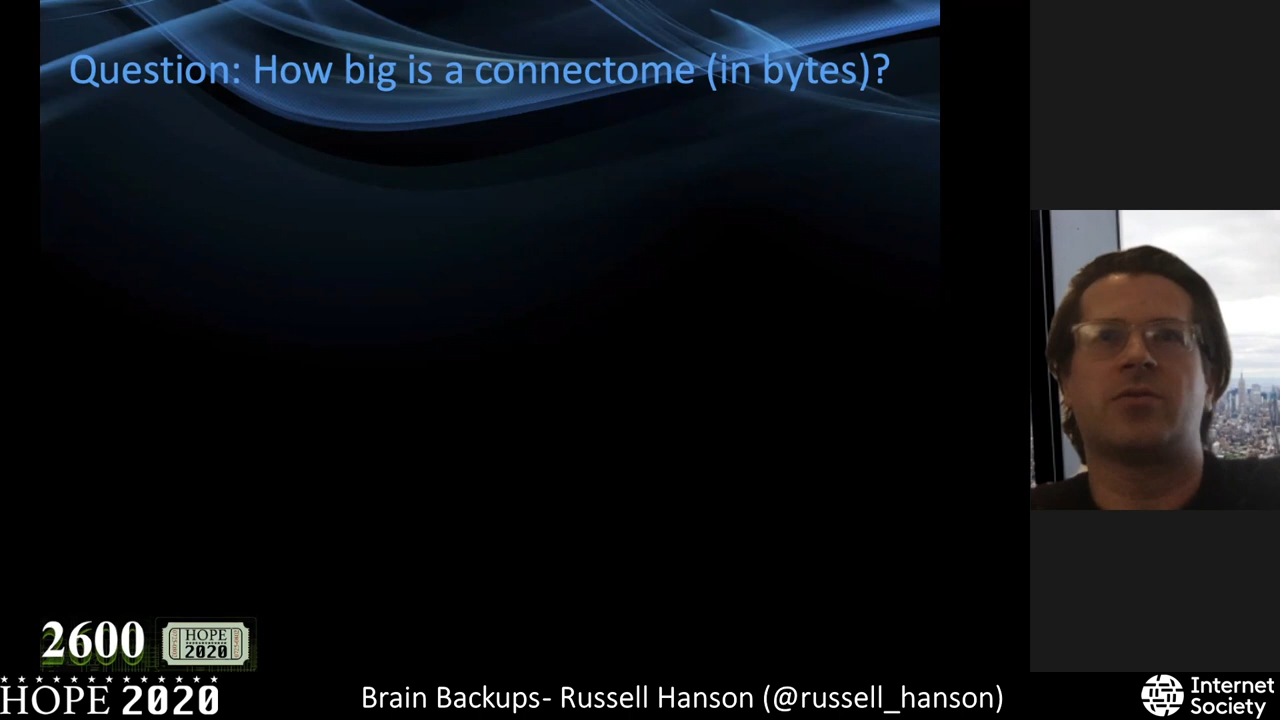 Question: How big is a connectome (in bytes)?
2600
HOPE
2020
HOPE 2020
Brain Backups- Russell Hanson (@russell_hanson)
Internet
Society